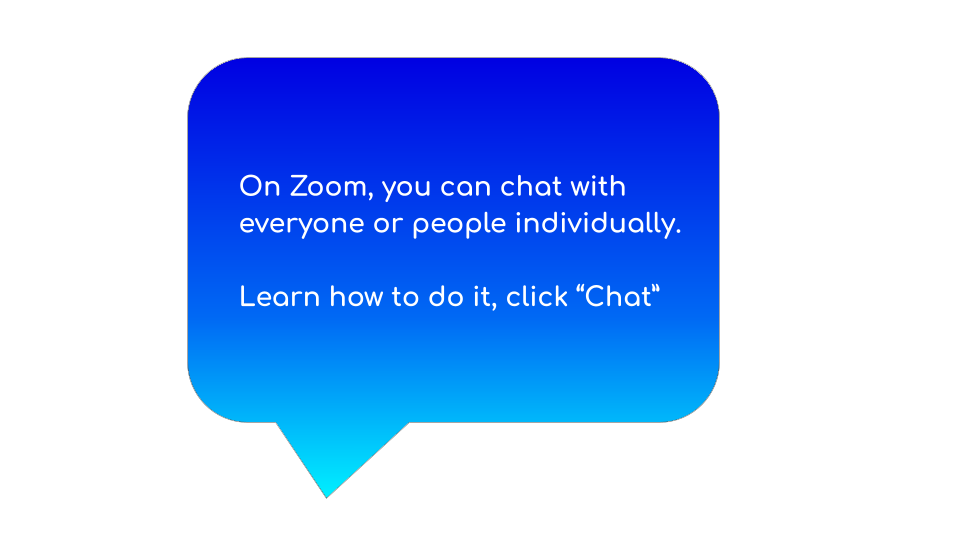 On Zoom, you can chat with
everyone or people individually.
Learn how to do it, click “Chat”